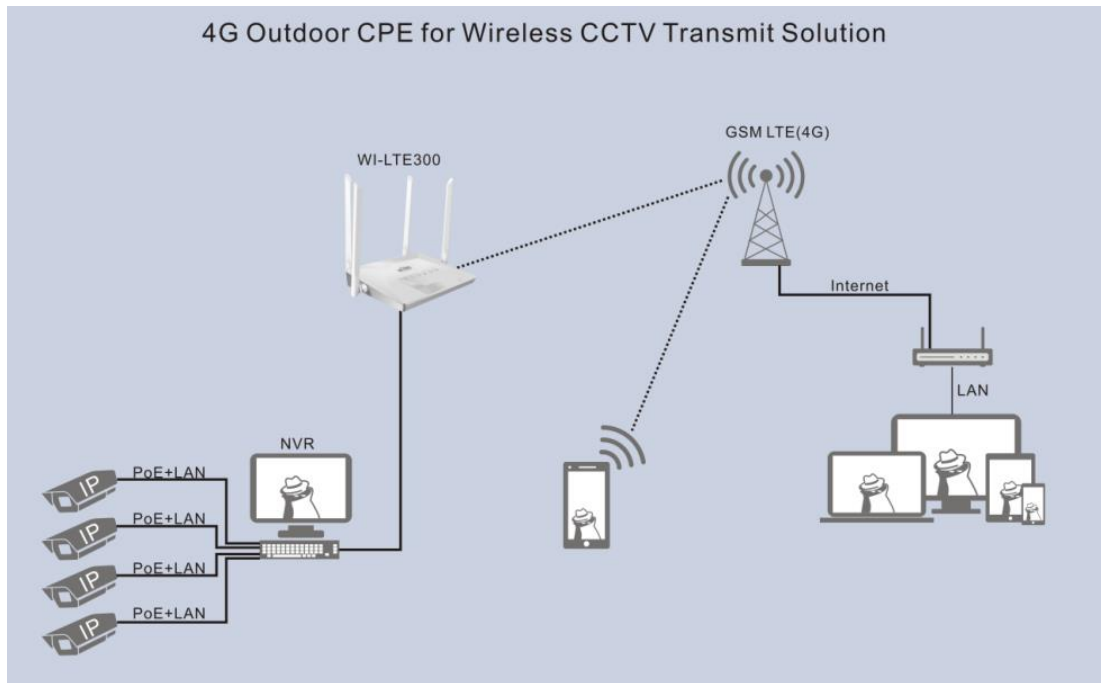 4G Outdoor CPE for Wireless CCTV Transmit Solution
GSM LTE(4G)
WI-LTE300
Internet
LAN
NVR
PoE+LAN
IP
PoE+LAN
IP
PoE+LAN
IP
PoE+LAN
IP